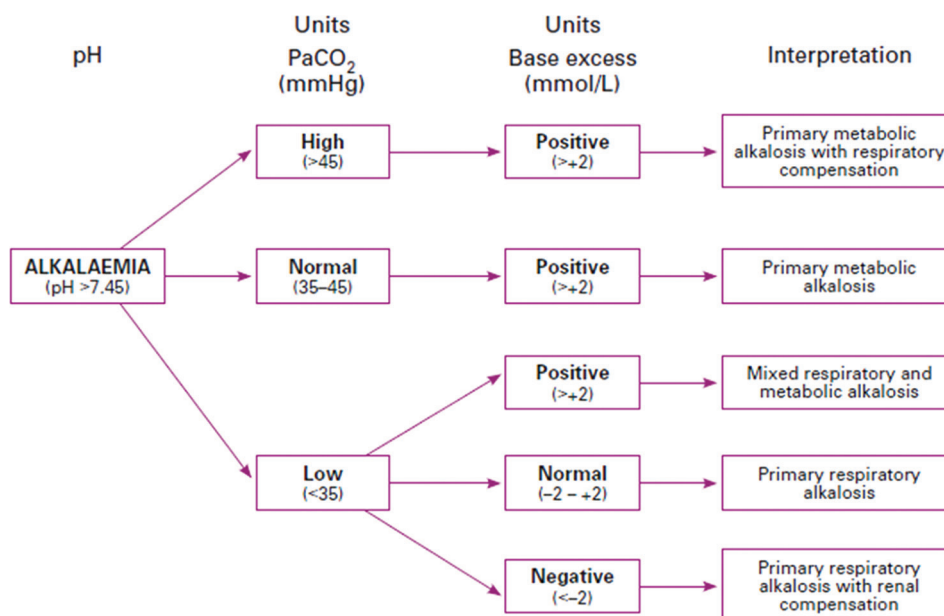 pH
Units
PaCO₂
(mmHg)
Units
Base excess
(mmol/L)
Interpretation
High
(>45)
Positive
(>+2)
Primary metabolic
alkalosis with respiratory
compensation
ALKALAEMIA
(pH >7.45)
Normal
(35–45)
Positive
(>+2)
Primary metabolic
alkalosis
Positive
(>+2)
Mixed respiratory and
metabolic alkalosis
Low
(<35)
Normal
(–2 – +2)
Primary respiratory
alkalosis
Negative
(<–2)
Primary respiratory
alkalosis with renal
compensation